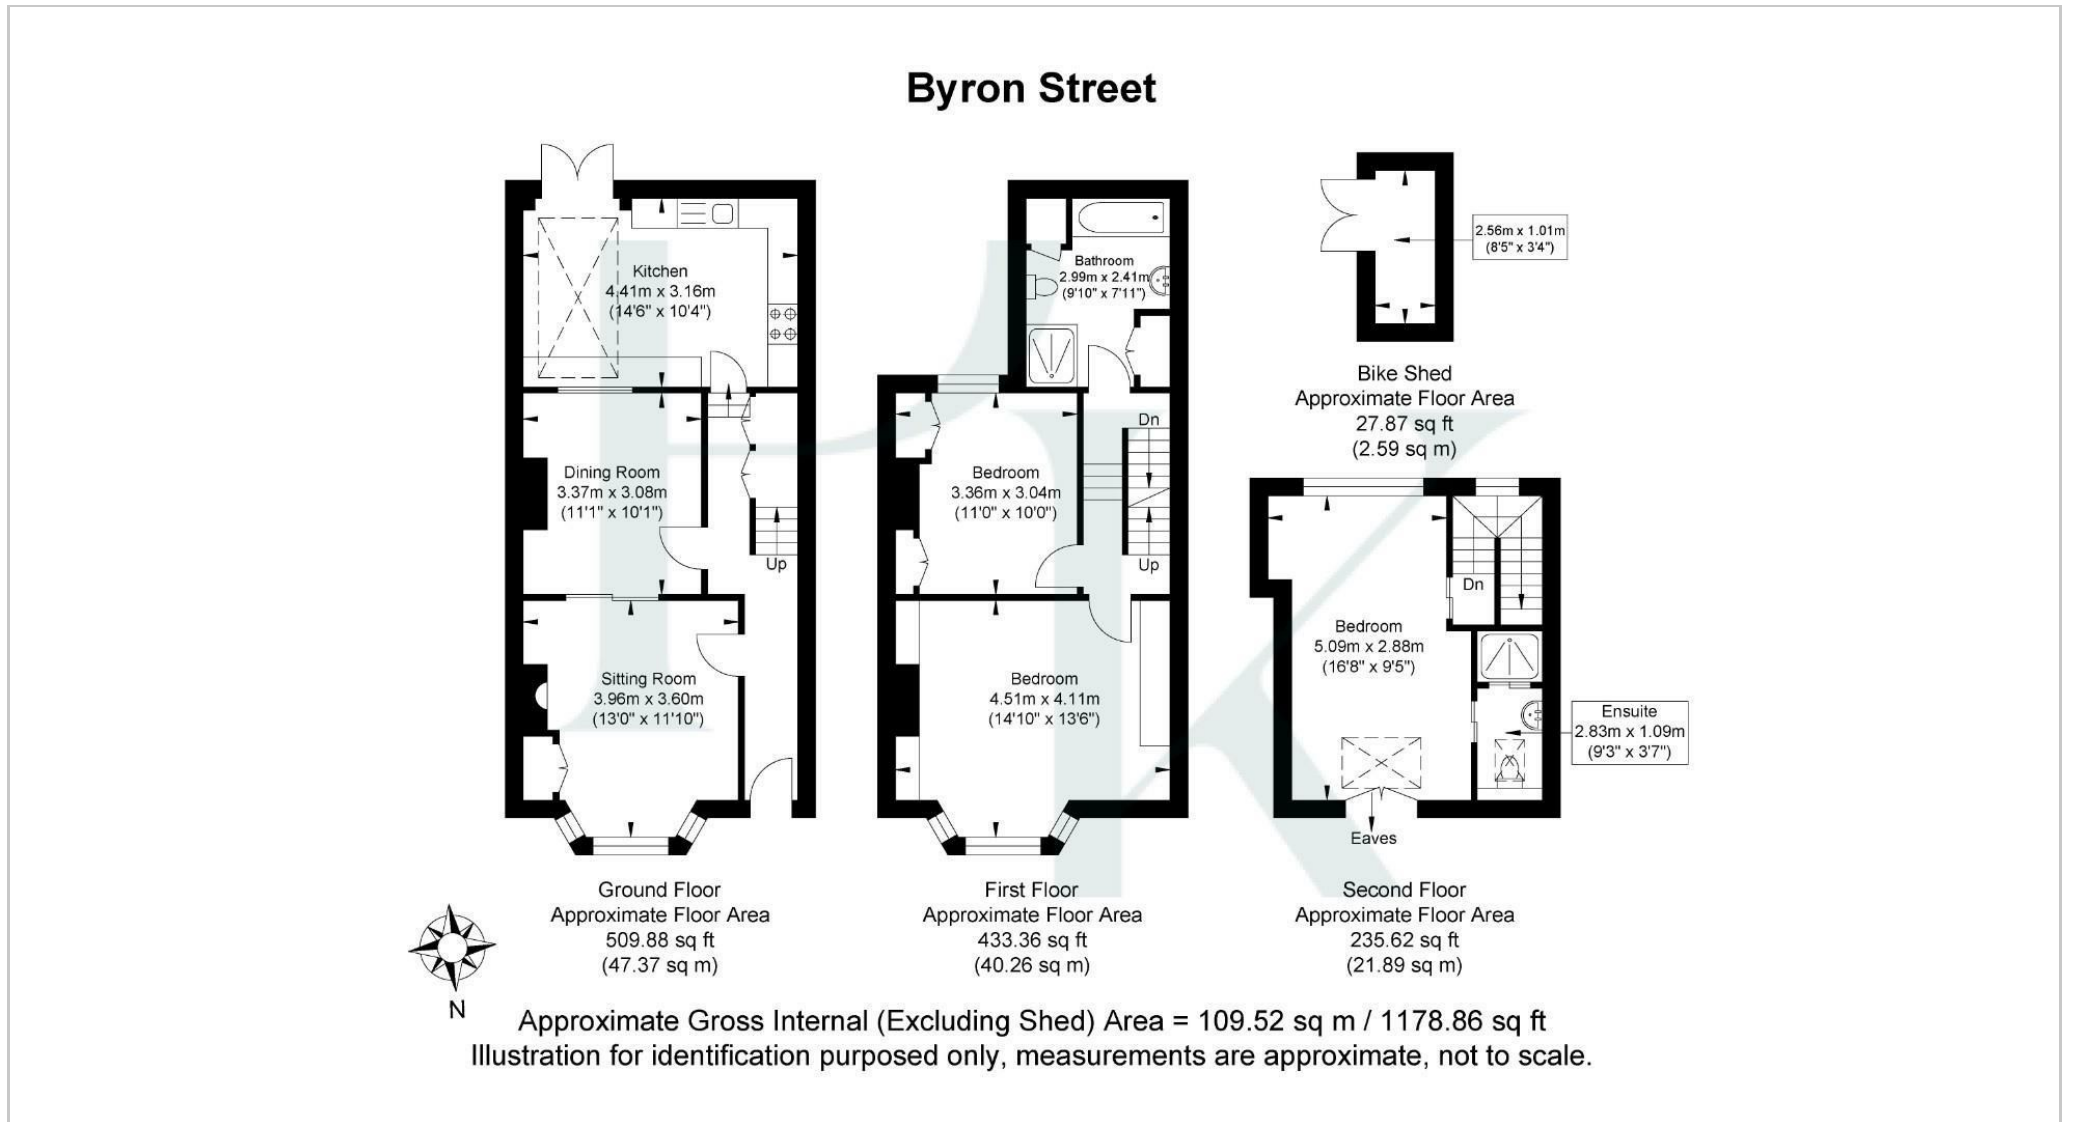 Byron Street
Kitchen
4.41m x 3.16m
(14'6" x 10'4")
Dining Room
3.37m x 3.08m
(11'1" x 10'1")
Up
Sitting Room
3.96m x 3.60m
(13'0" x 11'10")
Ground Floor
Approximate Floor Area
509.88 sq ft
(47.37 sq m)
Bathroom
2.99m x 2.41m
(9'10" x 7'11")
Dn
Bedroom
3.36m x 3.04m
(11'0" x 10'0")
Up
Bedroom
4.51m x 4.11m
(14'10" x 13'6")
First Floor
Approximate Floor Area
433.36 sq ft
(40.26 sq m)
2.56m x 1.01m
(8'5" x 3'4")
Bike Shed
Approximate Floor Area
27.87 sq ft
(2.59 sq m)
Dn
Bedroom
5.09m x 2.88m
(16'8" x 9'5")
Ensuite
2.83m x 1.09m
(9'3" x 3'7")
Eaves
Second Floor
Approximate Floor Area
235.62 sq ft
(21.89 sq m)
N
Approximate Gross Internal (Excluding Shed) Area = 109.52 sq m / 1178.86 sq ft
Illustration for identification purposed only, measurements are approximate, not to scale.